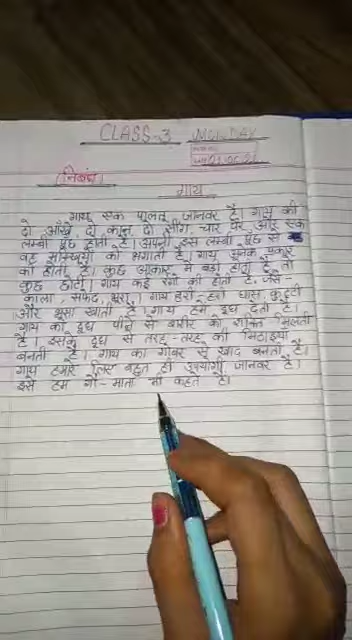 CLASS-3
निबंध
गाय
गाय एक पालतू जानवर है। गाय की
दो आँखें, दो कान, दो सींग, चार पैर और एक
लम्बी पूंछ होती है। अपनी इस लम्बी पूंछ से
वह मक्खियों को भगाती है। गाय अनेक प्रकार
की होती है। कुछ आकार में बड़ी होती है तो
कुछ छोटी। गाय कई रंगों की होती है, जैसे
काला, सफेद, भूरा। गाय हरी हरी घास, कुट्टी
और भूसा खाती है। गाय हमें दूध देती है।
गाय का दूध पीने से शरीर को शक्ति मिलती
है। इसके दूध से तरह-तरह की मिठाइयां
बनती है। गाय का गोबर से खाद बनता है।
गाय हमारे लिए बहुत ही उपयोगी जानवर है।
इसे हम गौ-माता भी कहते है।